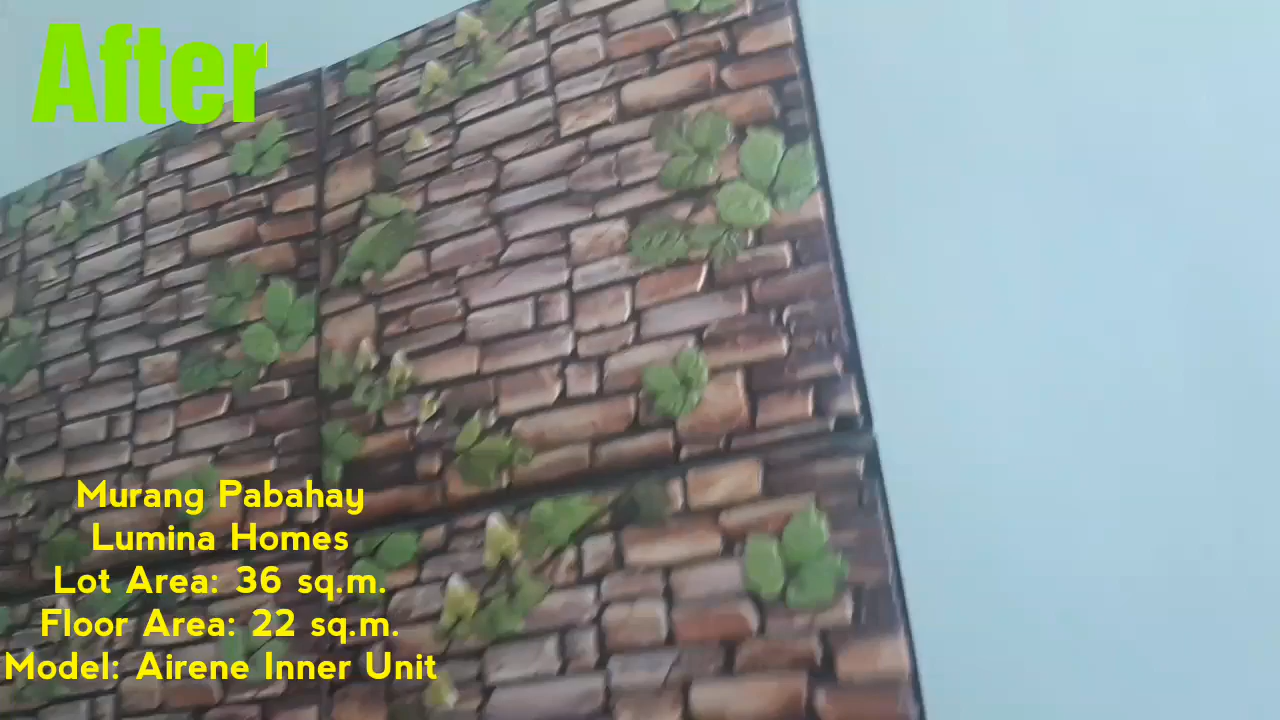 After
Murang Pabahay
Lumina Homes
Lot Area: 36 sq.m.
Floor Area: 22 sq.m.
Model: Airene Inner Unit